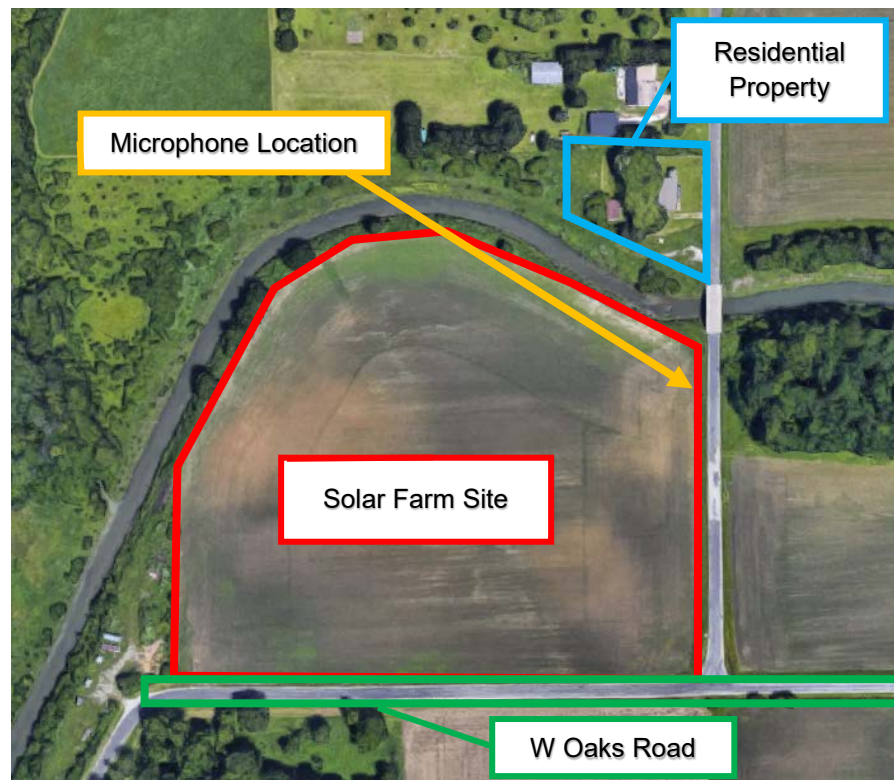 Residential
Property
Microphone Location
Solar Farm Site
W Oaks Road